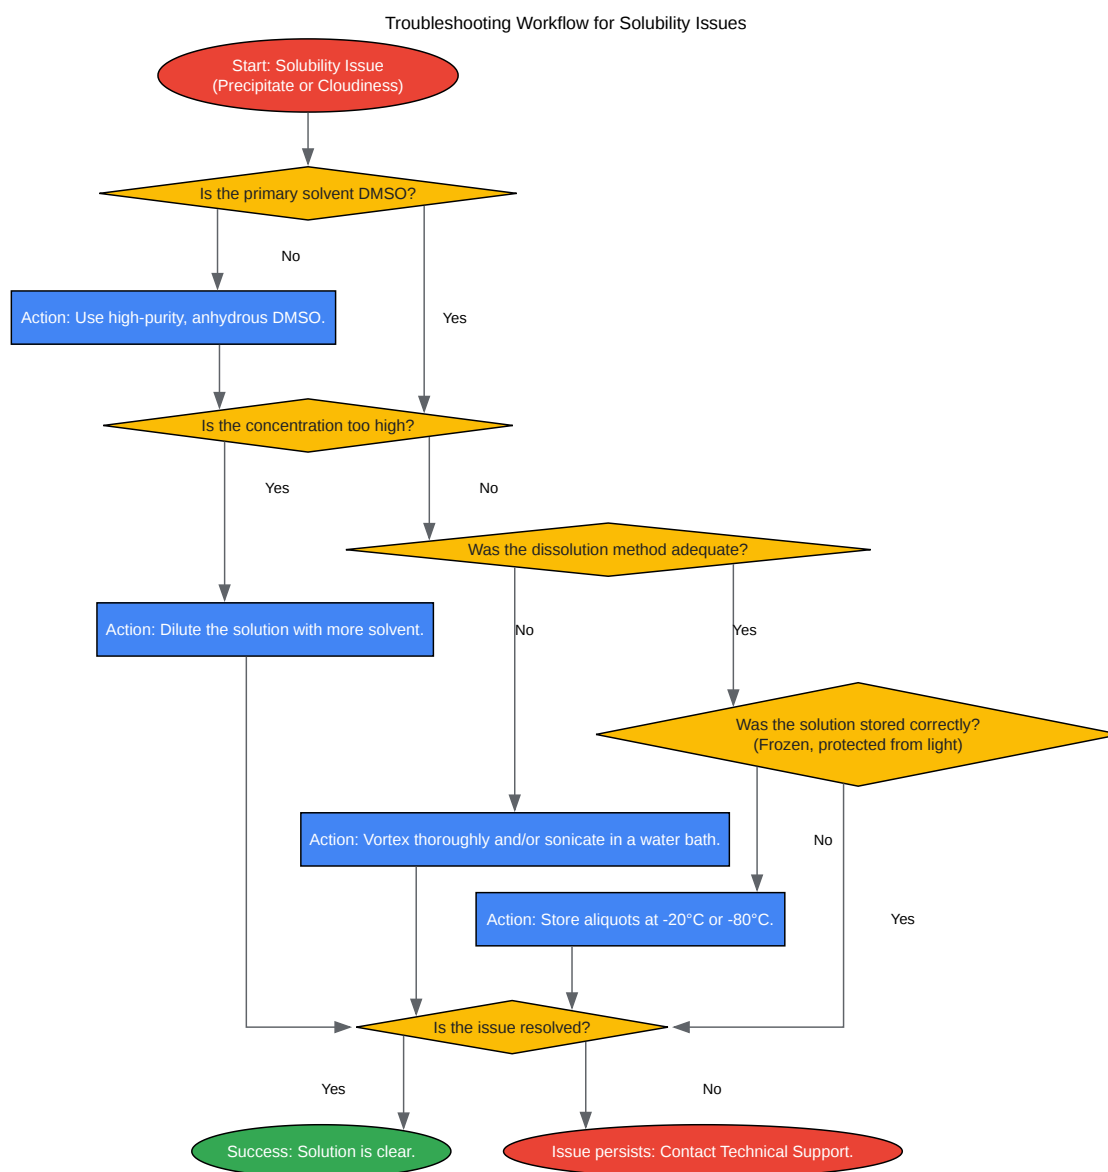 Troubleshooting Workflow for Solubility Issues
Start: Solubility Issue
(Precipitate or Cloudiness)
Is the primary solvent DMSO?
No
Action: Use high-purity, anhydrous DMSO.
Yes
Is the concentration too high?
Yes
No
Was the dissolution method adequate?
Action: Dilute the solution with more solvent.
No
Yes
Was the solution stored correctly?
(Frozen, protected from light)
Action: Vortex thoroughly and/or sonicate in a water bath.
No
Action: Store aliquots at -20°C or -80°C.
Yes
Is the issue resolved?
Yes
No
Success: Solution is clear.
Issue persists: Contact Technical Support.